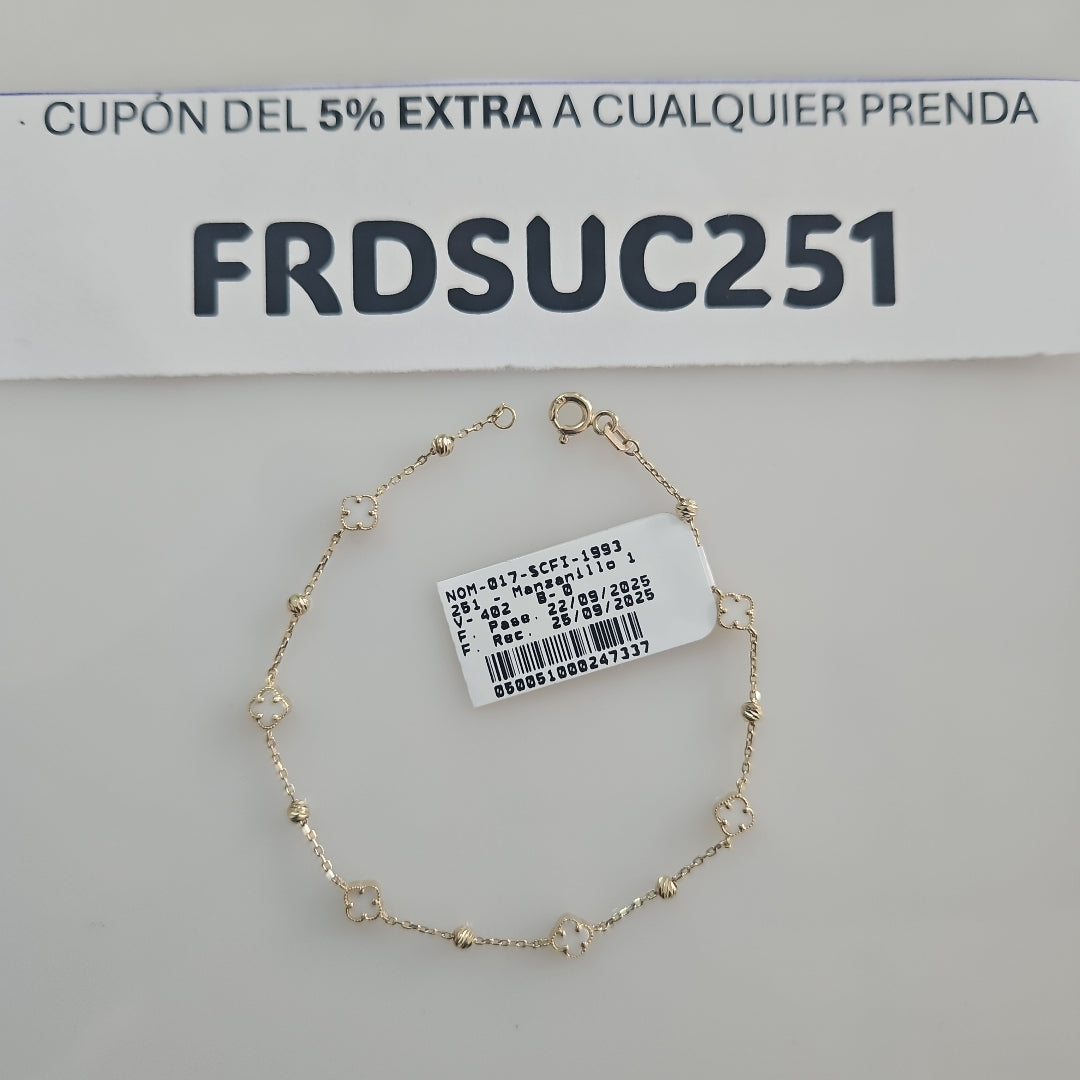 CUPÓN DEL 5% EXTRA A CUALQUIER PRENDA
FRDSUC251
NOM-017-SCFI-1993
251 - Manzanillo 1
V- 402 B-0
F. Pase. 22/09/2025
F. Rec. 25/09/2025
050051000247337